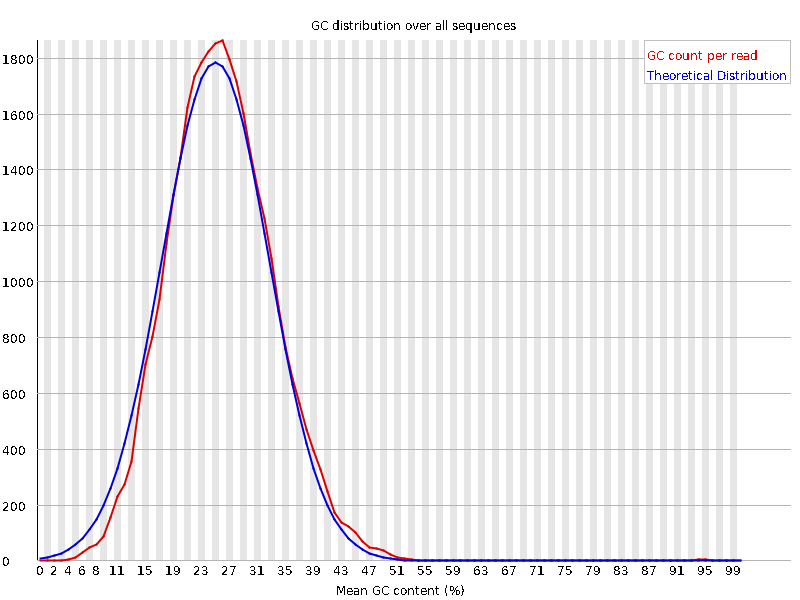 GC distribution over all sequences
GC count per read
Theoretical Distribution
1800
1600
1400
1200
1000
800
600
400
200
0
0 2 4 6 8 11 15 19 23 27 31 35 39 43 47 51 55 59 63 67 71 75 79 83 87 91 95 99
Mean GC content (%)